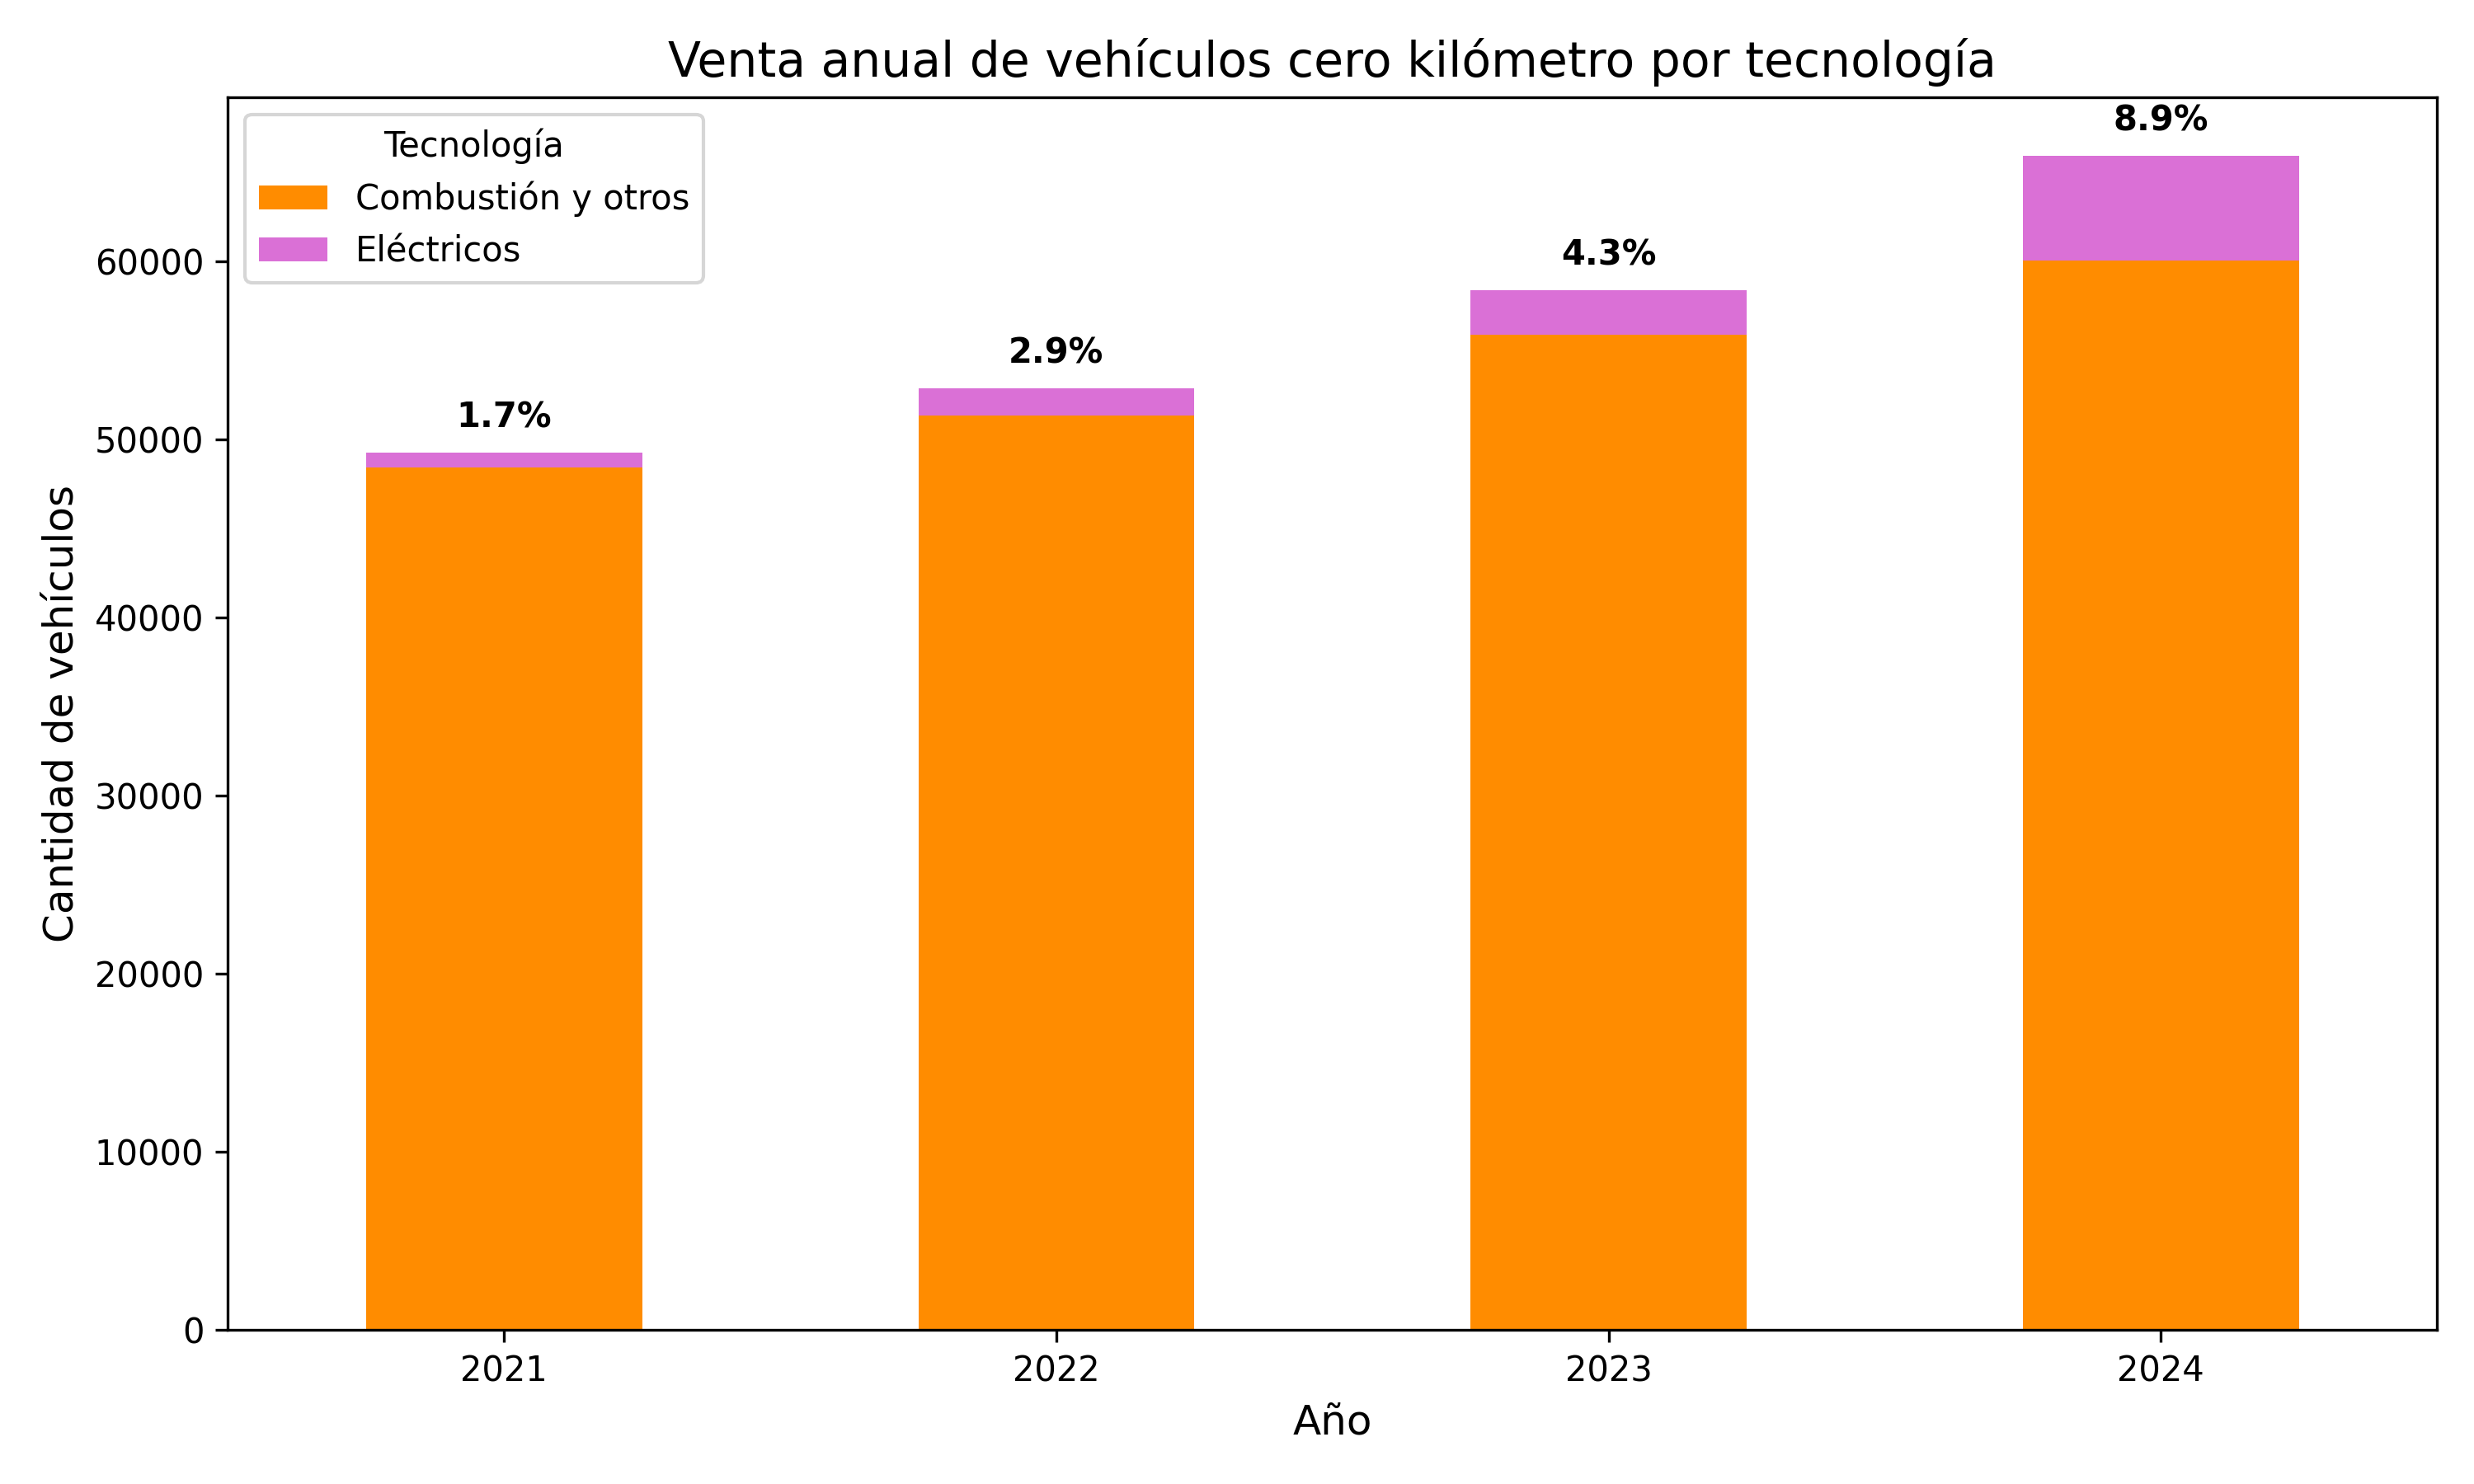 Venta anual de vehículos cero kilómetro por tecnología
Tecnología
Combustión y otros
Eléctricos
8.9%
4.3%
2.9%
1.7%
60000
50000
40000
30000
20000
10000
0
Cantidad de vehículos
2021
2022
2023
2024
Año